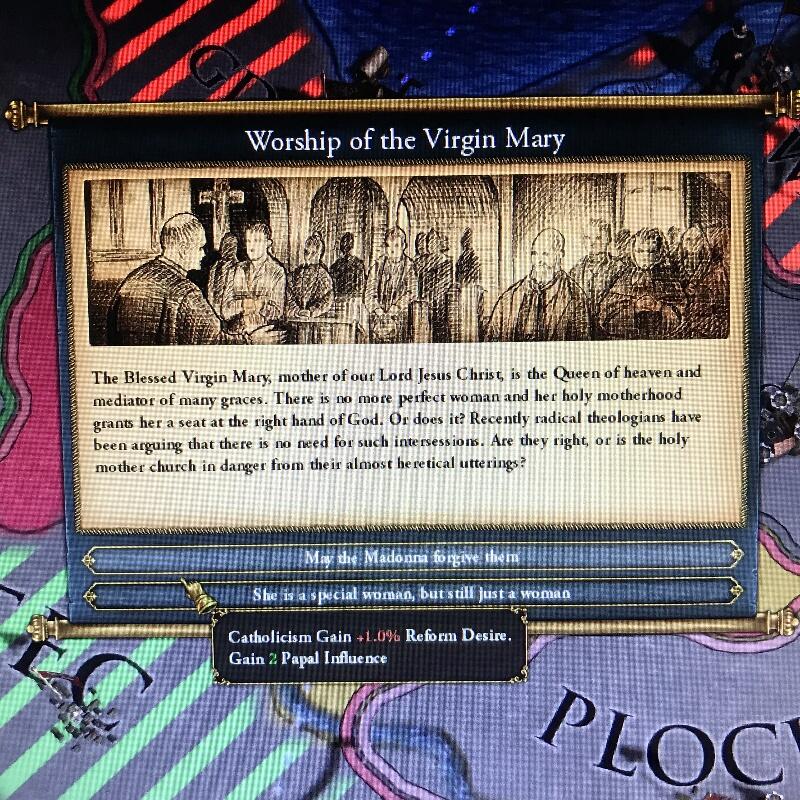 GD
Worship of the Virgin Mary
The Blessed Virgin Mary, mother of our Lord Jesus Christ, is the Queen of heaven and
mediator of many graces. There is no more perfect woman and her holy motherhood
grants her a seat at the right hand of God. Or does it? Recently radical theologians have
been arguing that there is no need for such intersessions. Are they right, or is the holy
mother church in danger from their almost heretical utterings?
May the Madonna forgive them
She is a special woman, but still just a woman
Catholicism Gain +1.0% Reform Desire.
Gain 2 Papal Influence
PLOC